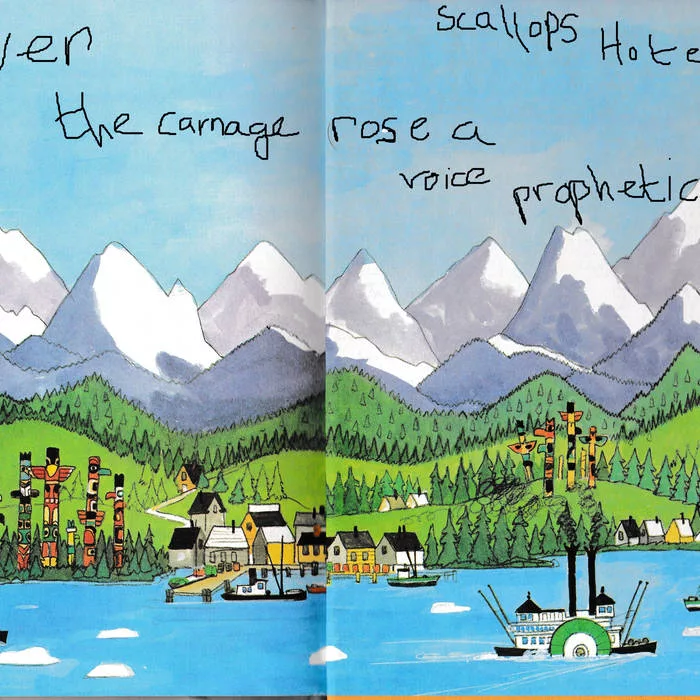 ver
scallops Hote
the carnage rose a
voice prophetic